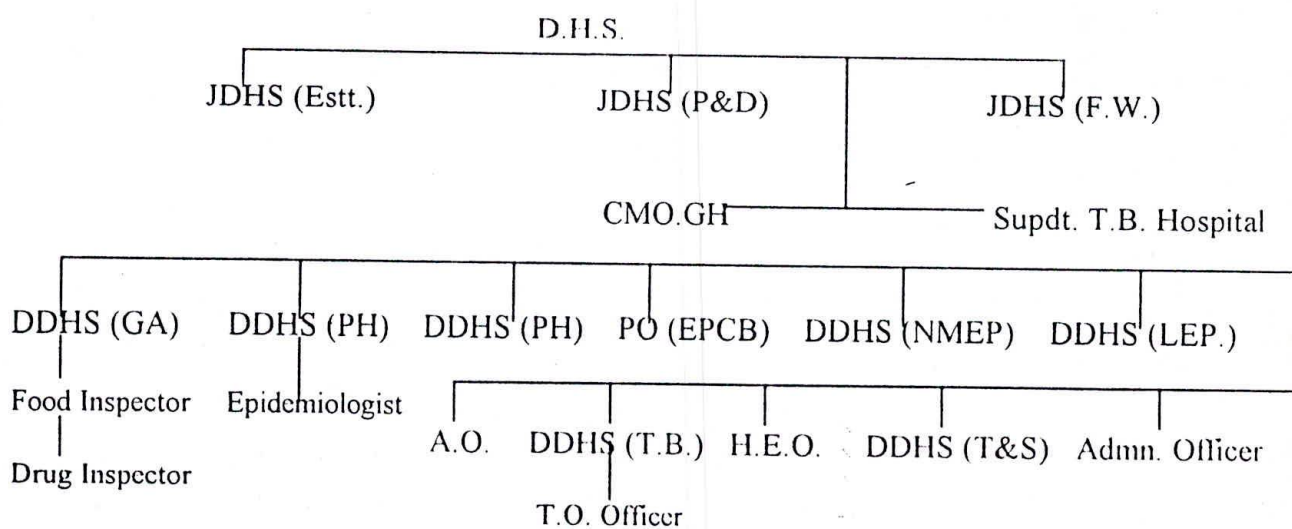 D.H.S.
JDHS (Estt.) JDHS (P&D) JDHS (F.W.)
CMO.GH Supdt. T.B. Hospital
DDHS (GA) DDHS (PH) DDHS (PH) PO (EPCB) DDHS (NMEP) DDHS (LEP.)
Food Inspector Epidemiologist
A.O. DDHS (T.B.) H.E.O. DDHS (T&S) Admn. Officer
Drug Inspector
T.O. Officer